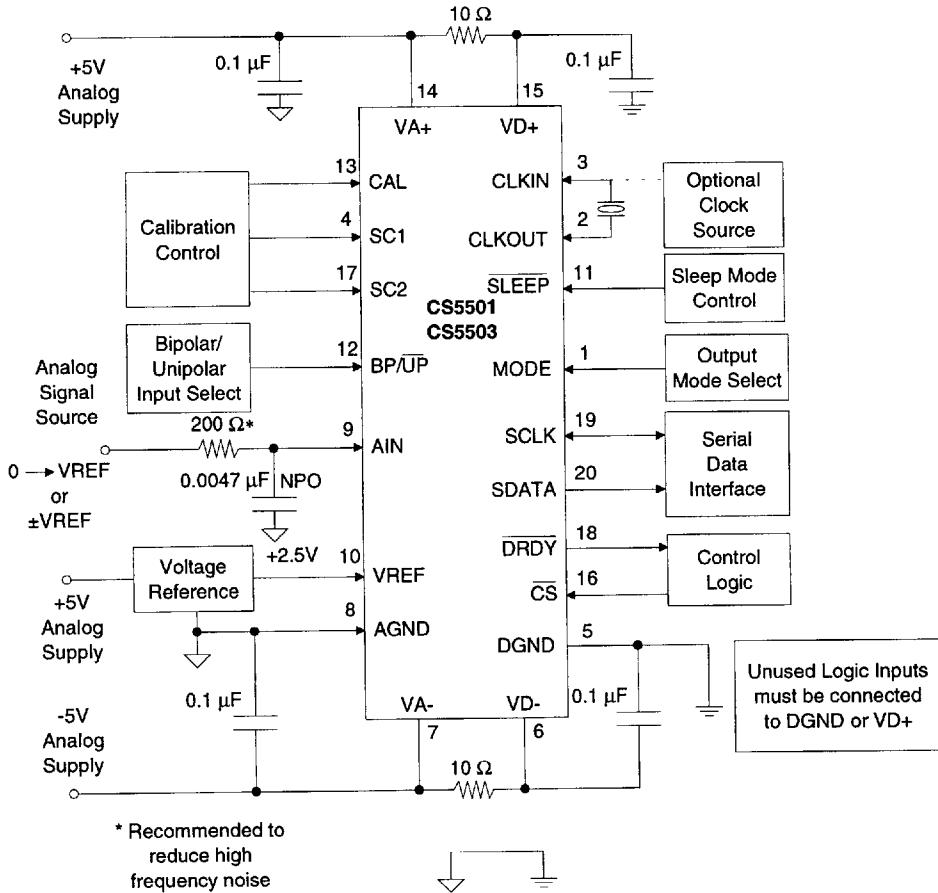 10 Ω
+5V
Analog
Supply
0.1 µF
0.1 µF
14
15
VA+
VD+
13
CAL
CLKIN
3
Optional
Clock
Source
Calibration
Control
4
SC1
CLKOUT
2
17
SC2
SLEEP
11
Sleep Mode
Control
CS5501
CS5503
Bipolar/
Unipolar
Input Select
12
BP/UP
MODE
1
Output
Mode Select
Analog
Signal
Source
200 Ω*
9
AIN
SCLK
19
Serial
Data
Interface
0 → VREF
or
±VREF
0.0047 µF NPO
SDATA
20
DRDY
18
Control
Logic
Voltage
Reference
+2.5V
10
VREF
CS
16
+5V
Analog
Supply
8
AGND
DGND
5
Unused Logic Inputs
must be connected
to DGND or VD+
0.1 µF
0.1 µF
-5V
Analog
Supply
VA-
VD-
7
6
10 Ω
* Recommended to
reduce high
frequency noise